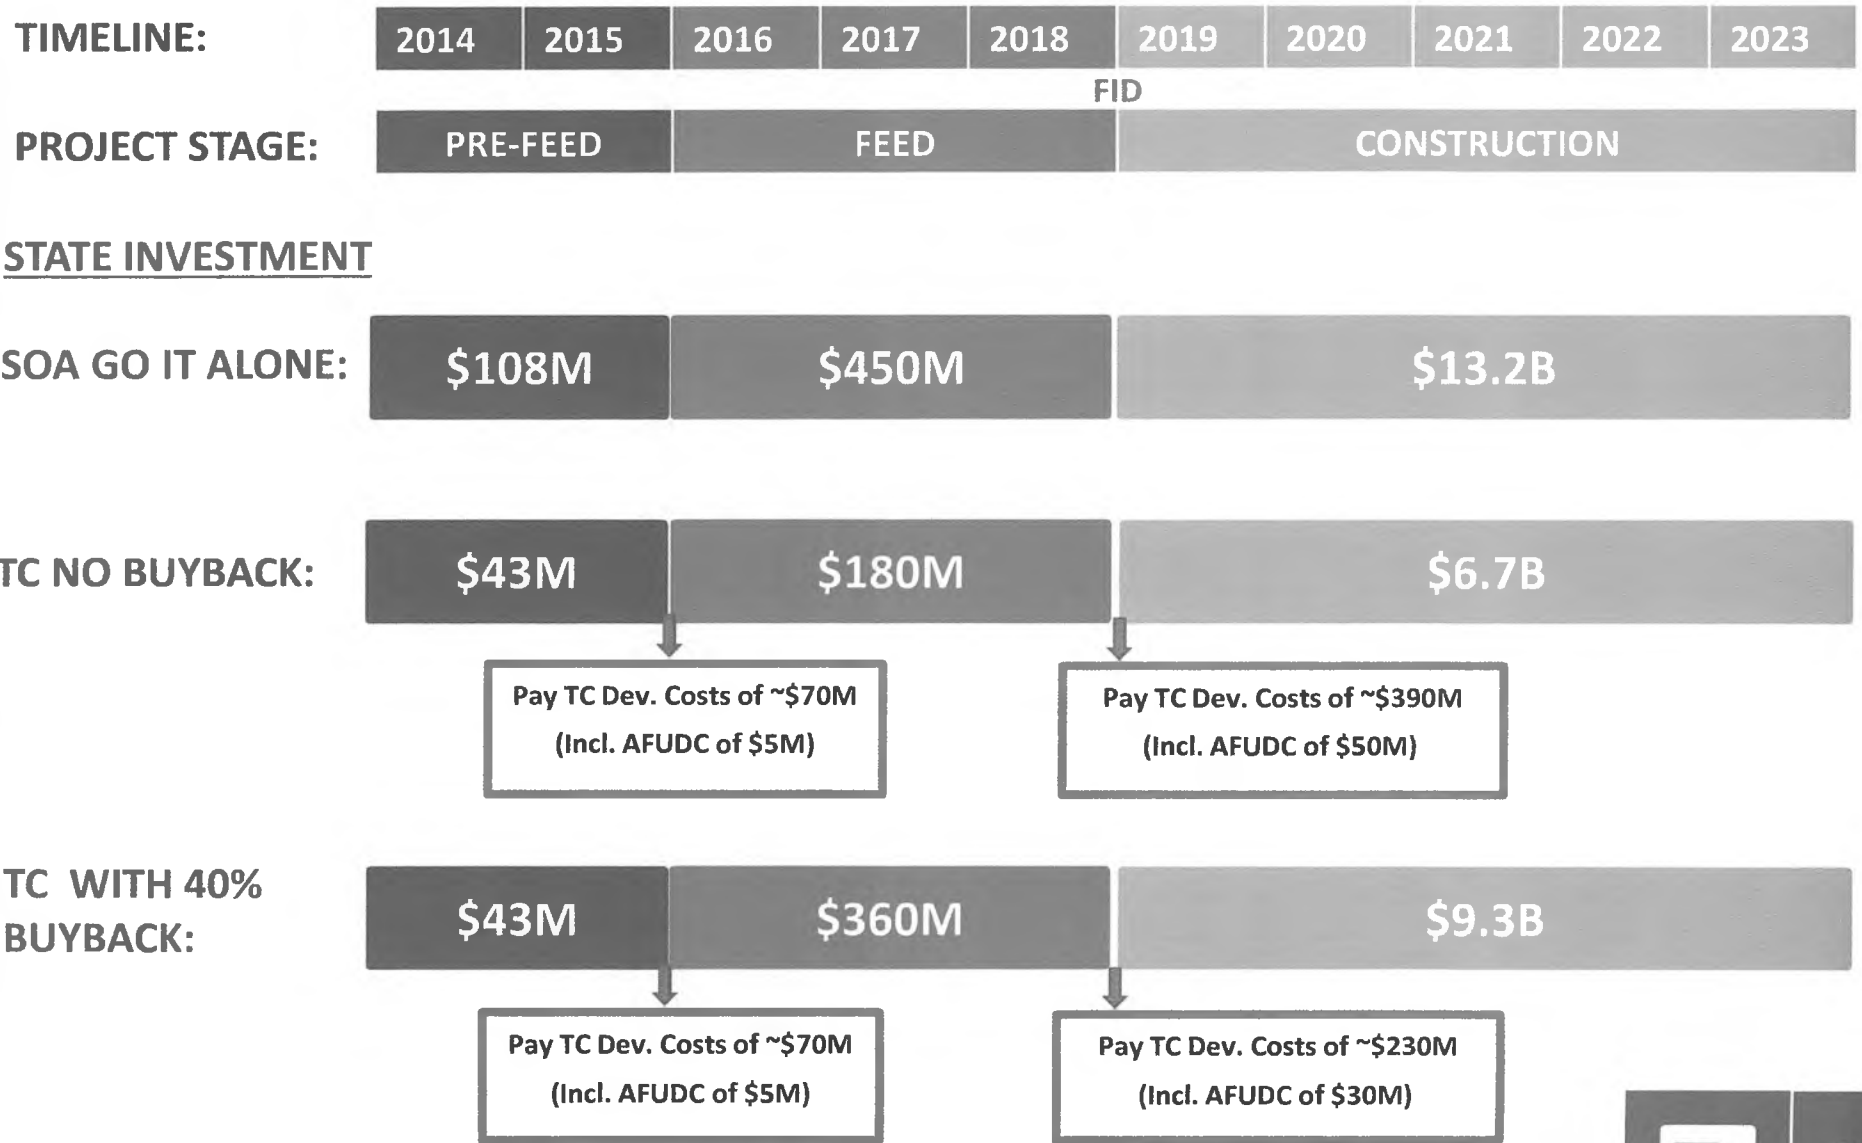 TIMELINE: 2014 2015 2016 2017 2018 2019 2020 2021 2022 2023
FID
PROJECT STAGE: PRE-FEED FEED CONSTRUCTION
STATE INVESTMENT
SOA GO IT ALONE: $108M $450M $13.2B
TC NO BUYBACK: $43M $180M $6.7B
Pay TC Dev. Costs of ~$70M
(Incl. AFUDC of $5M)
Pay TC Dev. Costs of ~$390M
(Incl. AFUDC of $50M)
TC WITH 40%
BUYBACK:
$43M $360M $9.3B
Pay TC Dev. Costs of ~$70M
(Incl. AFUDC of $5M)
Pay TC Dev. Costs of ~$230M
(Incl. AFUDC of $30M)